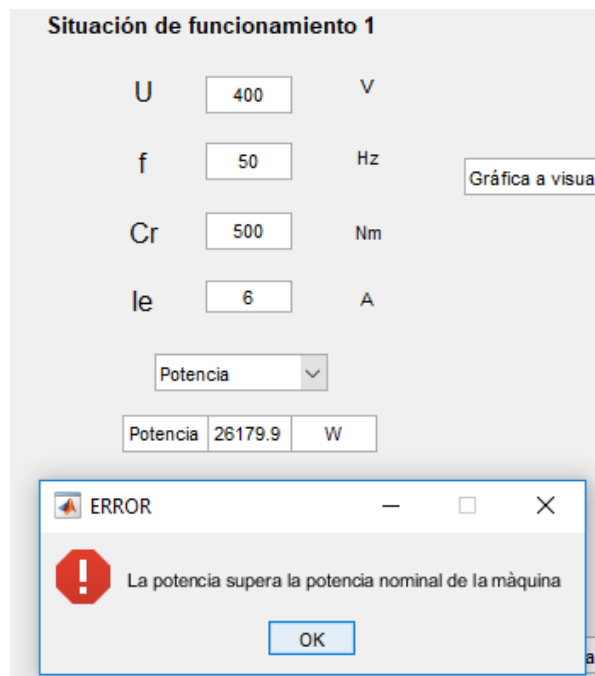 Situación de funcionamiento 1
U 400 V
f 50 Hz
Gráfica a visua
Cr 500 Nm
Ie 6 A
Potencia
Potencia 26179.9 W
ERROR
La potencia supera la potencia nominal de la màquina
OK
a